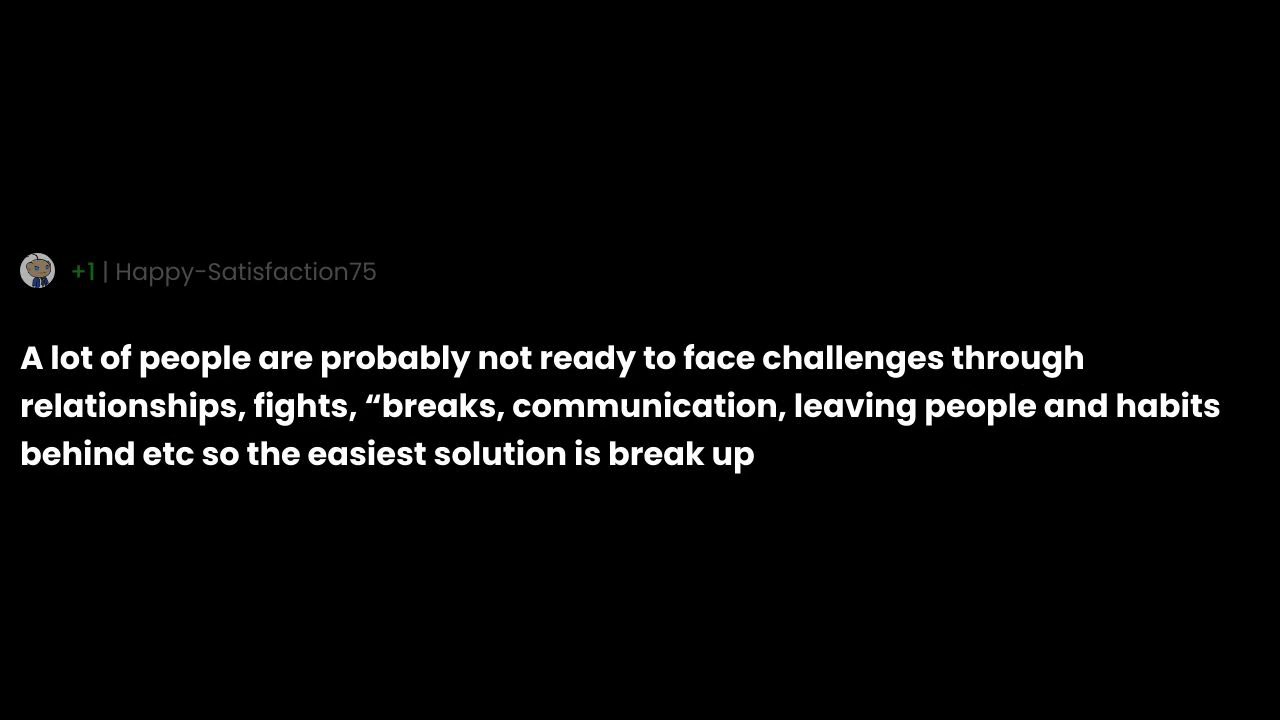 +1 | Happy-Satisfaction75
A lot of people are probably not ready to face challenges through
relationships, fights, “breaks, communication, leaving people and habits
behind etc so the easiest solution is break up